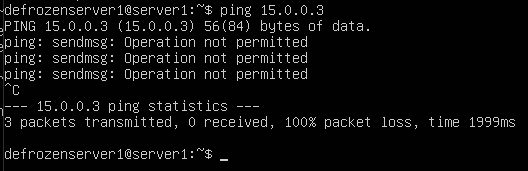 defrozenserver1@server1:~$ ping 15.0.0.3
PING 15.0.0.3 (15.0.0.3) 56(84) bytes of data.
ping: sendmsg: Operation not permitted
ping: sendmsg: Operation not permitted
ping: sendmsg: Operation not permitted
^C
--- 15.0.0.3 ping statistics ---
3 packets transmitted, 0 received, 100% packet loss, time 1999ms
defrozenserver1@server1:~$ _